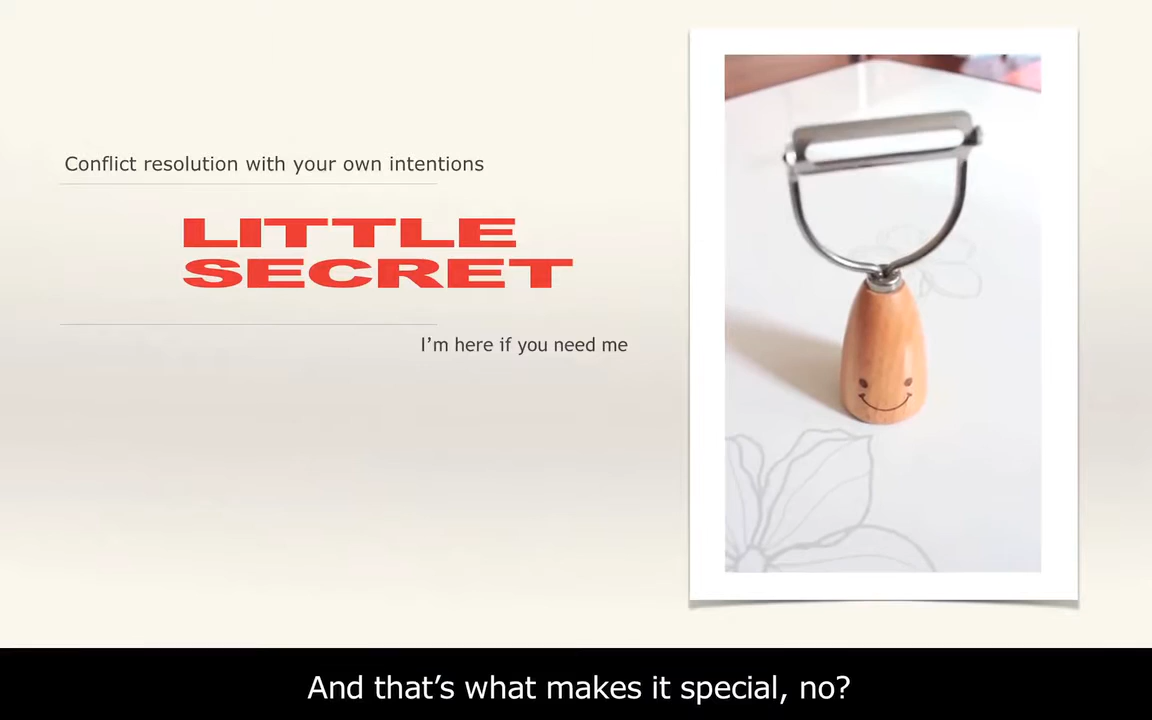 Conflict resolution with your own intentions
LITTLE
SECRET
I’m here if you need me
And that’s what makes it special, no?